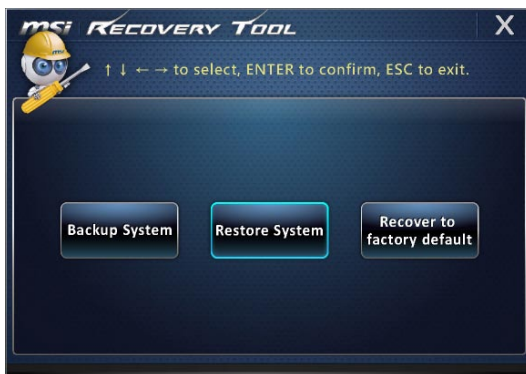 msi RECOVERY TOOL X
↑ ↓ ← → to select, ENTER to confirm, ESC to exit.
Backup System
Restore System
Recover to
factory default